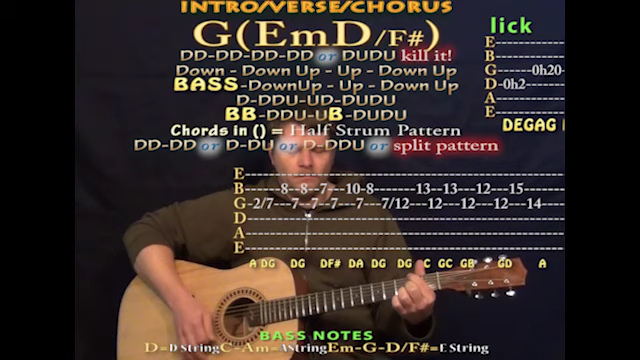 INTRO/VERSE/CHORUS
G(EmD/F#)
DD-DD-DD-DD or DUDU kill it!
Down - Down Up - Up - Down Up
BASS-DownUp - Up - Down Up
D-DDU-UD-DUDU
BB-DDU-UB-DUDU
Chords in () = Half Strum Pattern
DD-DD or D-DU or D-DDU or split pattern
lick
E---------
B---------
G-----0h20-
D-0h2-----
A---------
E---------
DEGAG
E------------------------------------------------
B------8--8--7---10-8-------13--13---12---15------
G-2/7---7--7--7---7---7/12---12---12---12---14----
D------------------------------------------------
A------------------------------------------------
E------------------------------------------------
A DG DG DF# DA DG DG C GC GB GD A
BASS NOTES
D=D String C-Am=AString Em-G-D/F#=E String